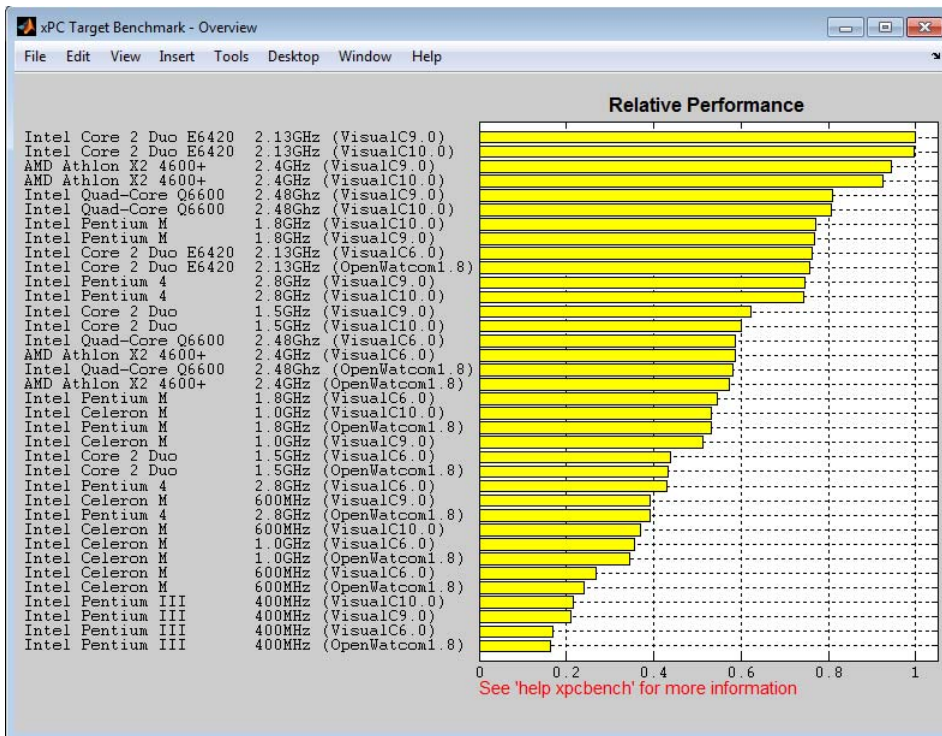 xPC Target Benchmark - Overview
File Edit View Insert Tools Desktop Window Help
Relative Performance
Intel Core 2 Duo E6420 2.13GHz (VisualC9.0)
Intel Core 2 Duo E6420 2.13GHz (VisualC10.0)
AMD Athlon X2 4600+ 2.4GHz (VisualC9.0)
AMD Athlon X2 4600+ 2.4GHz (VisualC10.0)
Intel Quad-Core Q6600 2.48Ghz (VisualC9.0)
Intel Quad-Core Q6600 2.48Ghz (VisualC10.0)
Intel Pentium M 1.8GHz (VisualC10.0)
Intel Pentium M 1.8GHz (VisualC9.0)
Intel Core 2 Duo E6420 2.13GHz (VisualC6.0)
Intel Core 2 Duo E6420 2.13GHz (OpenWatcom1.8)
Intel Pentium 4 2.8GHz (VisualC9.0)
Intel Pentium 4 2.8GHz (VisualC10.0)
Intel Core 2 Duo 1.5GHz (VisualC9.0)
Intel Core 2 Duo 1.5GHz (VisualC10.0)
Intel Quad-Core Q6600 2.48Ghz (VisualC6.0)
AMD Athlon X2 4600+ 2.4GHz (VisualC6.0)
Intel Quad-Core Q6600 2.48Ghz (OpenWatcom1.8)
AMD Athlon X2 4600+ 2.4GHz (OpenWatcom1.8)
Intel Pentium M 1.8GHz (VisualC6.0)
Intel Celeron M 1.0GHz (VisualC10.0)
Intel Pentium M 1.8GHz (OpenWatcom1.8)
Intel Celeron M 1.0GHz (VisualC9.0)
Intel Core 2 Duo 1.5GHz (VisualC6.0)
Intel Core 2 Duo 1.5GHz (OpenWatcom1.8)
Intel Pentium 4 2.8GHz (VisualC6.0)
Intel Celeron M 600MHz (VisualC9.0)
Intel Pentium 4 2.8GHz (OpenWatcom1.8)
Intel Celeron M 600MHz (VisualC10.0)
Intel Celeron M 1.0GHz (VisualC6.0)
Intel Celeron M 1.0GHz (OpenWatcom1.8)
Intel Celeron M 600MHz (VisualC6.0)
Intel Celeron M 600MHz (OpenWatcom1.8)
Intel Pentium III 400MHz (VisualC10.0)
Intel Pentium III 400MHz (VisualC9.0)
Intel Pentium III 400MHz (VisualC6.0)
Intel Pentium III 400MHz (OpenWatcom1.8)
0 0.2 0.4 0.6 0.8 1
See 'help xpcbench' for more information